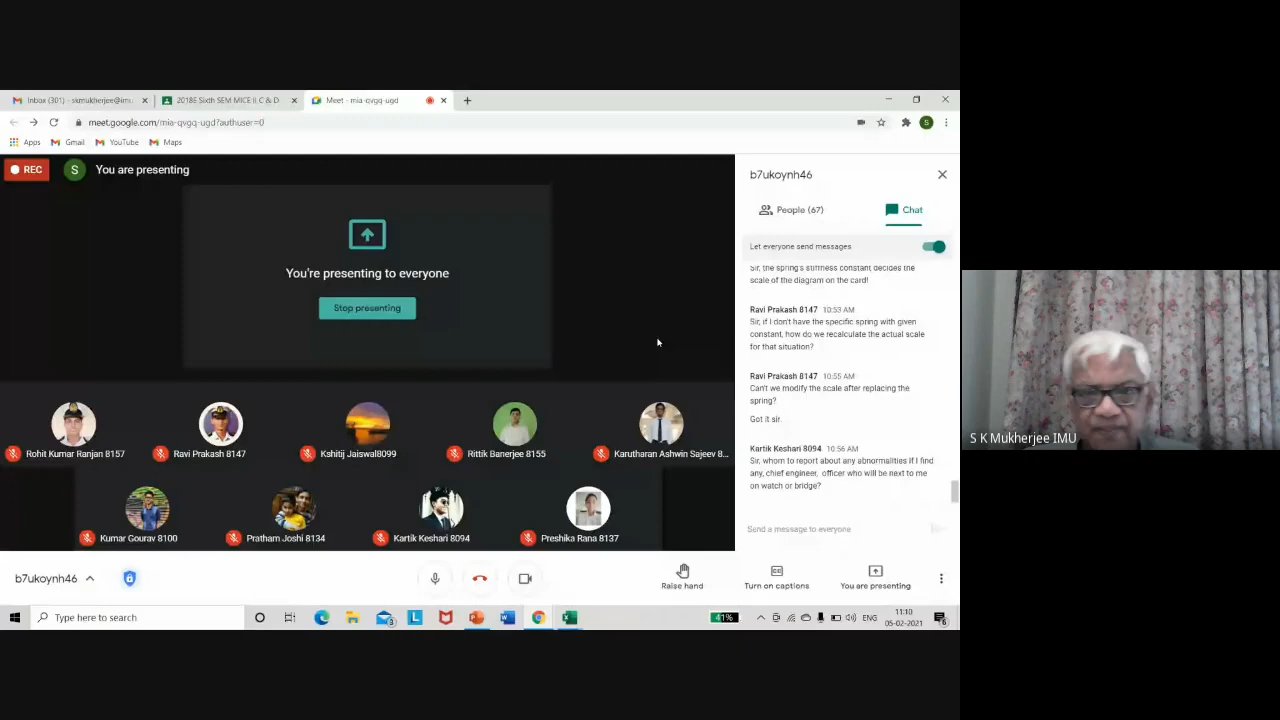 Inbox (301) - skmukherjee@imu.
2018E Sixth SEM MICE II, C & D
Meet - mia-qvgq-ugd
meet.google.com/mia-qvgq-ugd?authuser=0
S
Apps Gmail YouTube Maps
REC
S
You are presenting
You're presenting to everyone
Stop presenting
b7ukoynh46
People (67)
Chat
Let everyone send messages
Sir, the spring's stiffness constant decides the
scale of the diagram on the card!
Ravi Prakash 8147 10:53 AM
Sir, if I don't have the specific spring with given
constant, how do we recalculate the actual scale
for that situation?
Ravi Prakash 8147 10:55 AM
Can't we modify the scale after replacing the
spring?
Got it sir.
Kartik Keshari 8094 10:56 AM
Sir, whom to report about any abnormalities If I find
any, chief engineer, officer who will be next to me
on watch or bridge?
Send a message to everyone
Rohit Kumar Ranjan 8157
Ravi Prakash 8147
Kshitij Jaiswal8099
Rittik Banerjee 8155
Karutharan Ashwin Sajeev 8...
Kumar Gourav 8100
Pratham Joshi 8134
Kartik Keshari 8094
Preshika Rana 8137
S K Mukherjee IMU
b7ukoynh46
Raise hand
Turn on captions
You are presenting
Type here to search
41%
ENG
11:10
05-02-2021